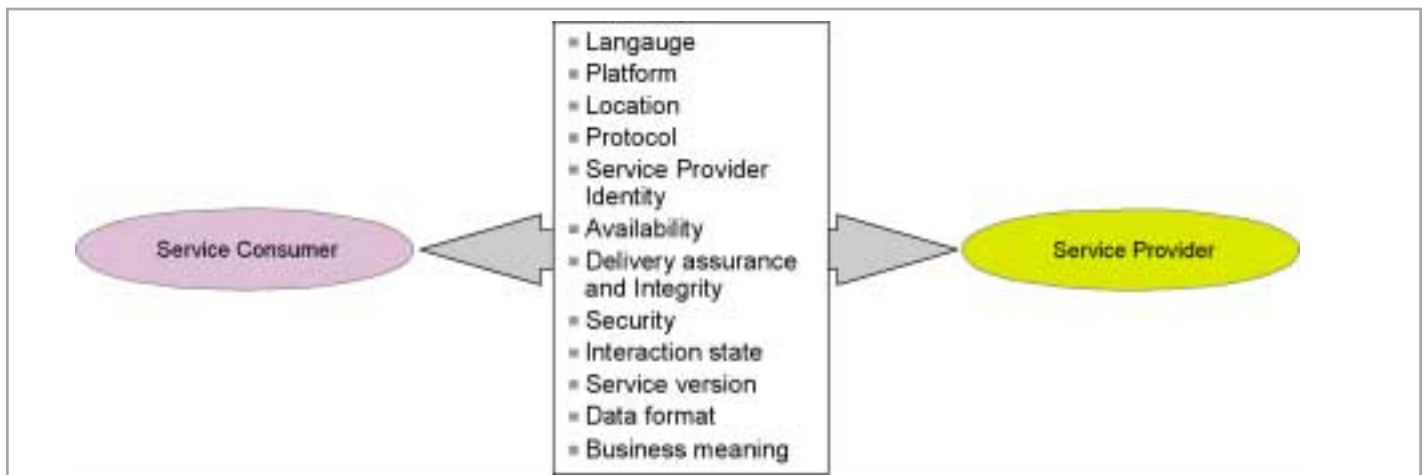 Langauge
Platform
Location
Protocol
Service Provider
Identity
Availability
Delivery assurance
and Integrity
Security
Interaction state
Service version
Data format
Business meaning
Service Consumer
Service Provider